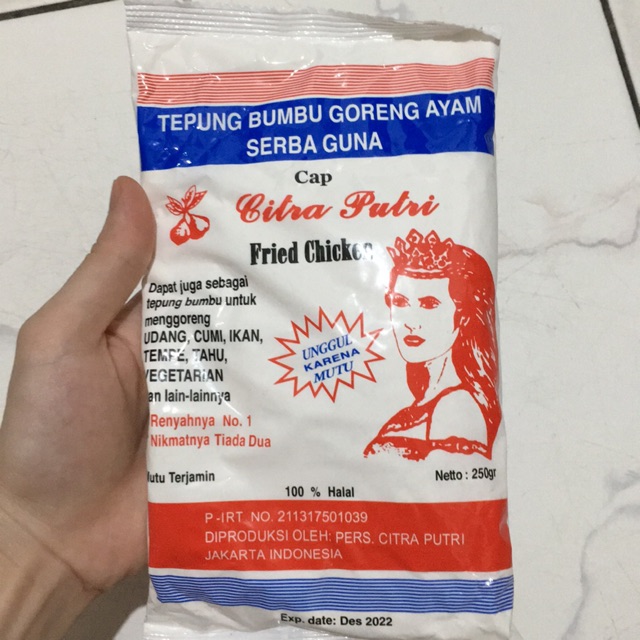 TEPUNG BUMBU GORENG AYAM
SERBA GUNA
Cap
Citra Putri
Fried Chicken
Dapat juga sebagai
tepung bumbu untuk
menggoreng
UDANG, CUMI, IKAN,
TEMPE, TAHU,
VEGETARIAN
dan lain-lainnya
Renyahnya No. 1
Nikmatnya Tiada Dua
UNGGUL
KARENA
MUTU
Mutu Terjamin
Netto : 250gr
100 % Halal
P-IRT NO. 211317501039
DIPRODUKSI OLEH: PERS. CITRA PUTRI
JAKARTA INDONESIA
Exp. date: Des 2022